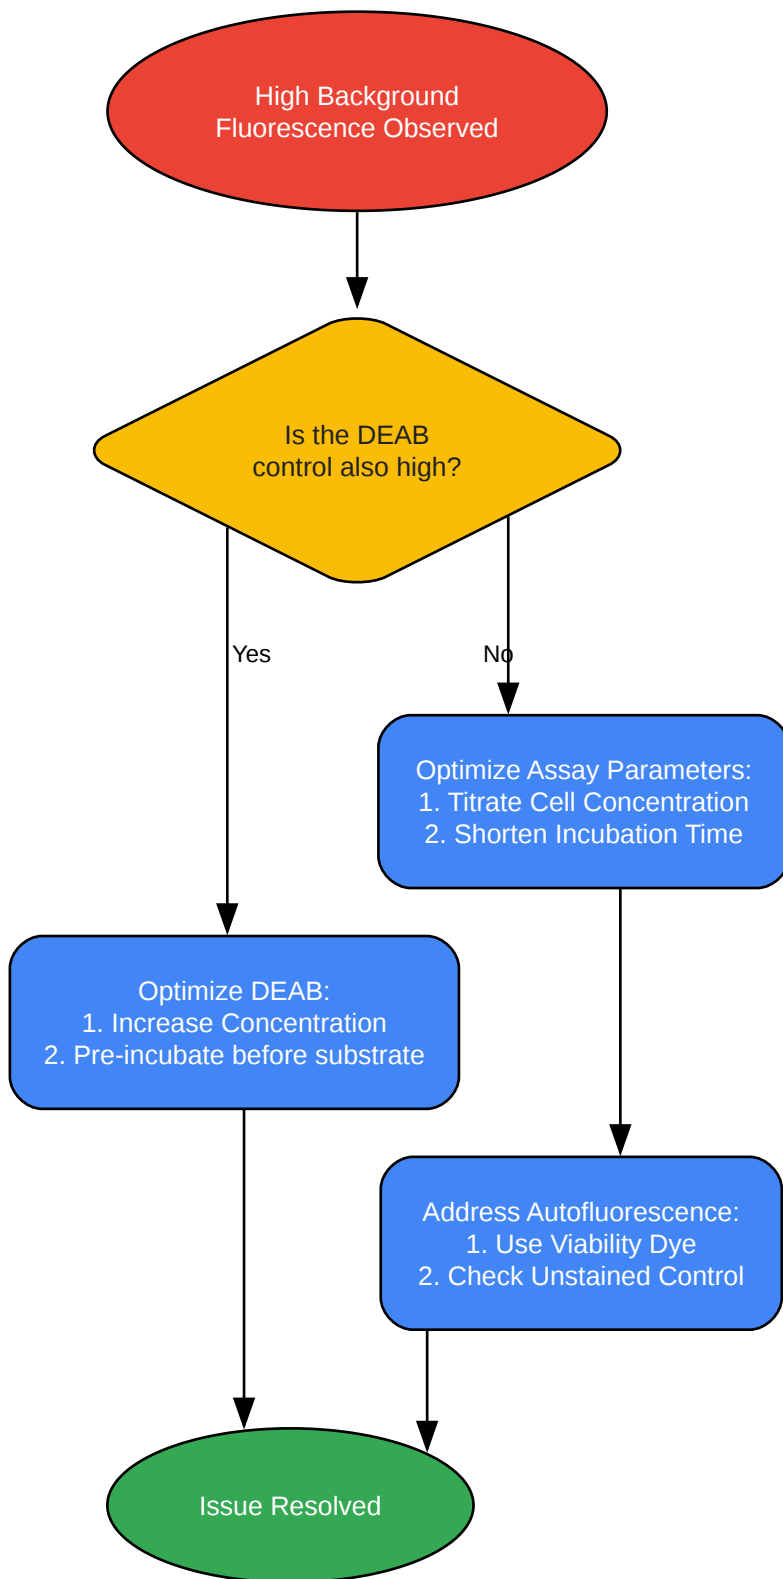 High Background
Fluorescence Observed
Is the DEAB
control also high?
Yes
No
Optimize Assay Parameters:
1. Titrate Cell Concentration
2. Shorten Incubation Time
Optimize DEAB:
1. Increase Concentration
2. Pre-incubate before substrate
Address Autofluorescence:
1. Use Viability Dye
2. Check Unstained Control
Issue Resolved